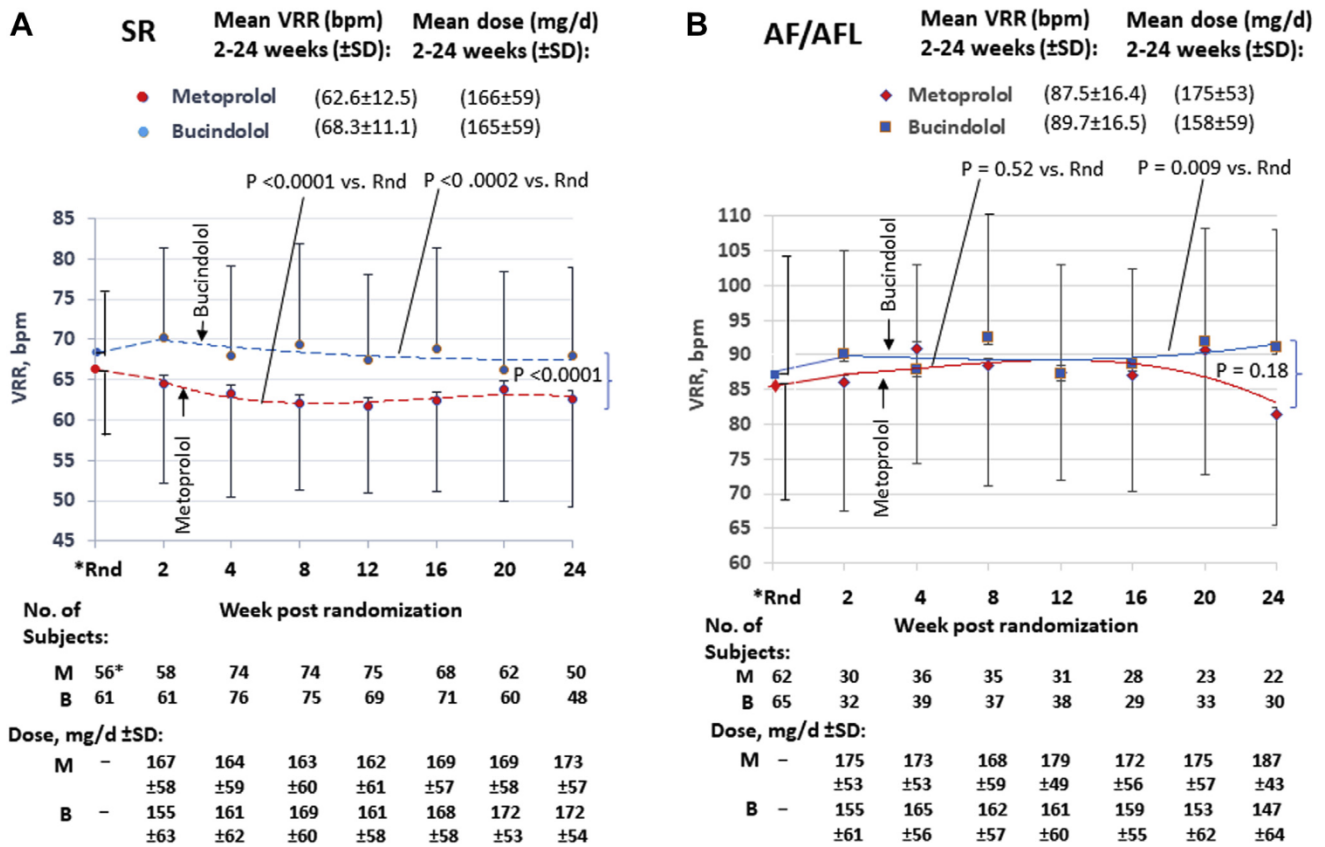 A
SR
Mean VRR (bpm) Mean dose (mg/d)
2-24 weeks (±SD): 2-24 weeks (±SD):
Metoprolol (62.6±12.5) (166±59)
Bucindolol (68.3±11.1) (165±59)
P <0.0001 vs. Rnd P <0 .0002 vs. Rnd
85
80
75
70
65
60
55
50
45
VRR, bpm
Bucindolol
Metoprolol
P <0.0001
*Rnd 2 4 8 12 16 20 24
No. of Week post randomization
Subjects:
M 56* 58 74 74 75 68 62 50
B 61 61 76 75 69 71 60 48
Dose, mg/d ±SD:
M – 167 164 163 162 169 169 173
±58 ±59 ±60 ±61 ±57 ±58 ±57
B – 155 161 169 161 168 172 172
±63 ±62 ±60 ±58 ±58 ±53 ±54
B
AF/AFL
Mean VRR (bpm) Mean dose (mg/d)
2-24 weeks (±SD): 2-24 weeks (±SD):
Metoprolol (87.5±16.4) (175±53)
Bucindolol (89.7±16.5) (158±59)
P = 0.52 vs. Rnd P = 0.009 vs. Rnd
110
105
100
95
90
85
80
75
70
65
60
VRR, bpm
Bucindolol
Metoprolol
P = 0.18
*Rnd 2 4 8 12 16 20 24
No. of Week post randomization
Subjects:
M 62 30 36 35 31 28 23 22
B 65 32 39 37 38 29 33 30
Dose, mg/d ±SD:
M – 175 173 168 179 172 175 187
±53 ±53 ±59 ±49 ±56 ±57 ±43
B – 155 165 162 161 159 153 147
±61 ±56 ±57 ±60 ±55 ±62 ±64